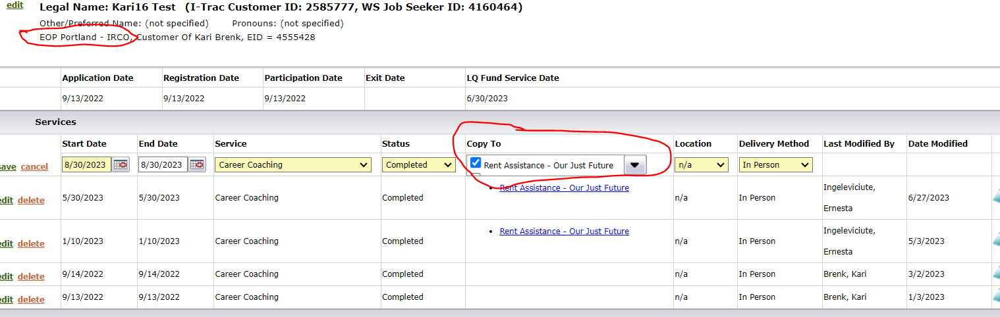 edit Legal Name: Kari16 Test (I-Trac Customer ID: 2585777, WS Job Seeker ID: 4160464)
Other/Preferred Name: (not specified) Pronouns: (not specified)
EOP Portland - IRCO, Customer Of Kari Brenk, EID = 4555428
Application Date Registration Date Participation Date Exit Date LQ Fund Service Date
9/13/2022 9/13/2022 9/13/2022 6/30/2023
Services
Start Date End Date Service Status Copy To Location Delivery Method Last Modified By Date Modified
save cancel 8/30/2023 8/30/2023 Career Coaching Completed Rent Assistance - Our Just Future n/a In Person
edit delete 5/30/2023 5/30/2023 Career Coaching Completed • Rent Assistance - Our Just Future n/a In Person Ingeleviciute, Ernesta 6/27/2023
edit delete 1/10/2023 1/10/2023 Career Coaching Completed • Rent Assistance - Our Just Future n/a In Person Ingeleviciute, Ernesta 5/3/2023
edit delete 9/14/2022 9/14/2022 Career Coaching Completed n/a In Person Brenk, Kari 3/2/2023
edit delete 9/13/2022 9/13/2022 Career Coaching Completed n/a In Person Brenk, Kari 1/3/2023